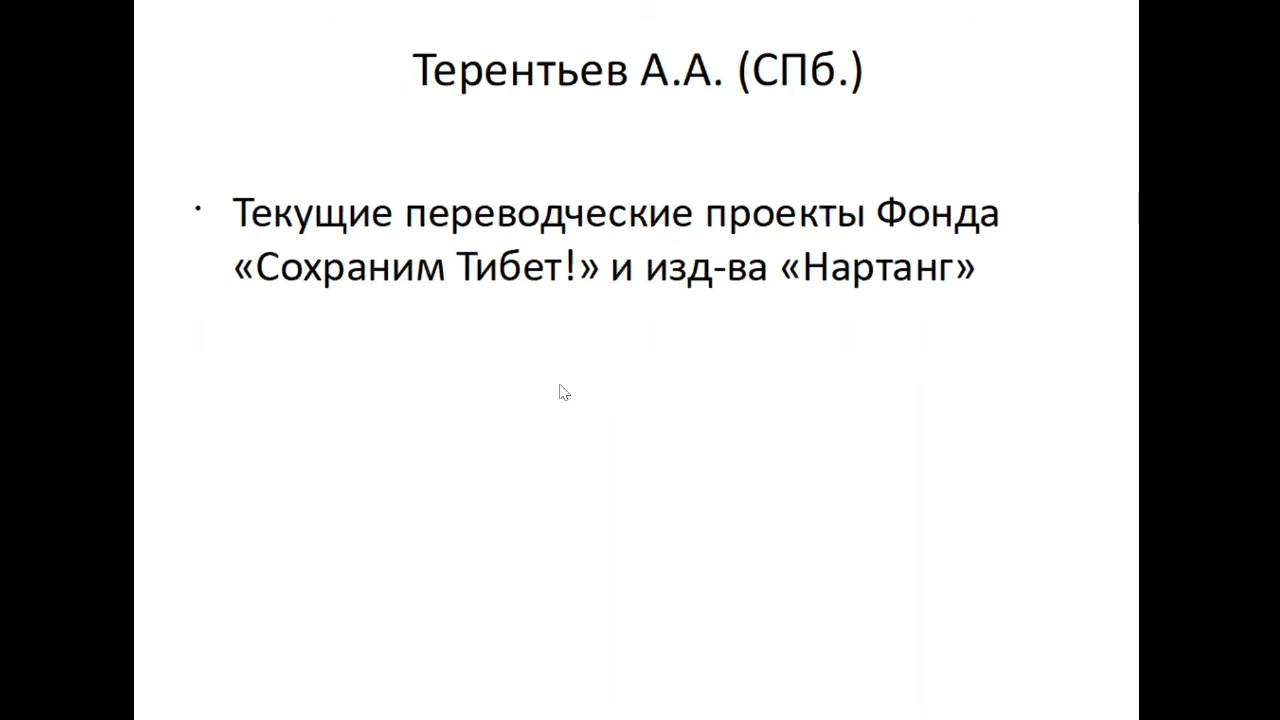 Терентьев А.А. (СПб.)
· Текущие переводческие проекты Фонда
«Сохраним Тибет!» и изд-ва «Нартанг»